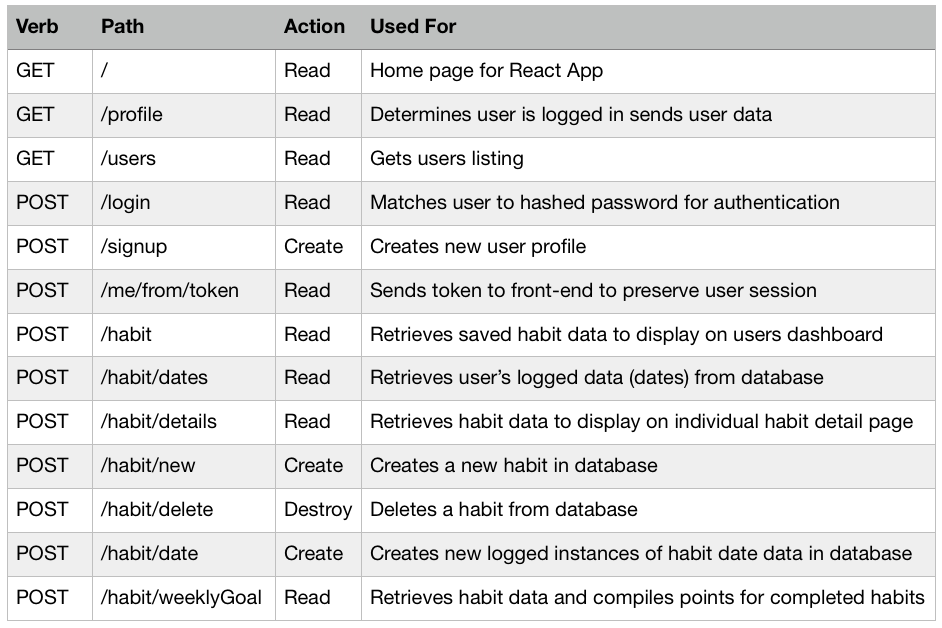 Verb Path Action Used For
GET / Read Home page for React App
GET /profile Read Determines user is logged in sends user data
GET /users Read Gets users listing
POST /login Read Matches user to hashed password for authentication
POST /signup Create Creates new user profile
POST /me/from/token Read Sends token to front-end to preserve user session
POST /habit Read Retrieves saved habit data to display on users dashboard
POST /habit/dates Read Retrieves user’s logged data (dates) from database
POST /habit/details Read Retrieves habit data to display on individual habit detail page
POST /habit/new Create Creates a new habit in database
POST /habit/delete Destroy Deletes a habit from database
POST /habit/date Create Creates new logged instances of habit date data in database
POST /habit/weeklyGoal Read Retrieves habit data and compiles points for completed habits